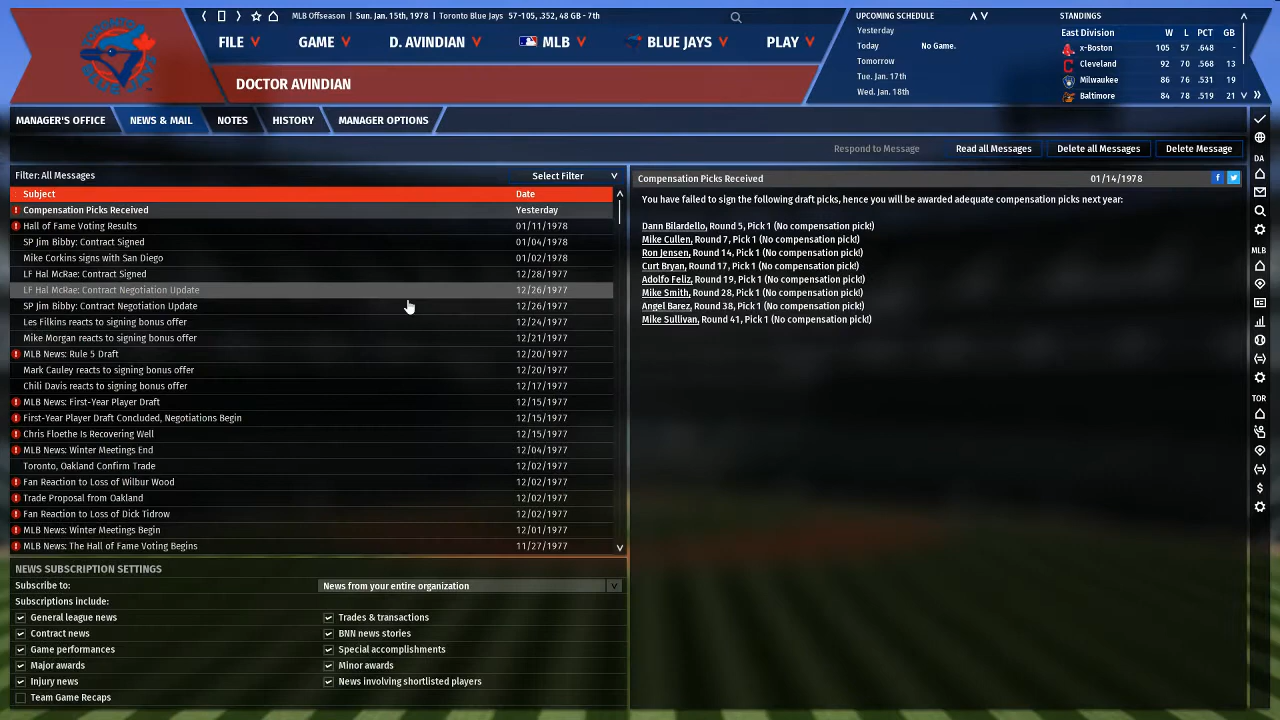 MLB Offseason | Sun. Jan. 15th, 1978 | Toronto Blue Jays 57-105, .352, 48 GB - 7th
FILE GAME D. AVINDIAN MLB BLUE JAYS PLAY
DOCTOR AVINDIAN
UPCOMING SCHEDULE
Yesterday
Today No Game.
Tomorrow
Tue. Jan. 17th
Wed. Jan. 18th
STANDINGS
East Division W L PCT GB
x-Boston 105 57 .648 -
Cleveland 92 70 .568 13
Milwaukee 86 76 .531 19
Baltimore 84 78 .519 21
MANAGER'S OFFICE NEWS & MAIL NOTES HISTORY MANAGER OPTIONS
Respond to Message Read all Messages Delete all Messages Delete Message
Filter: All Messages Select Filter
Subject Date
Compensation Picks Received Yesterday
Hall of Fame Voting Results 01/11/1978
SP Jim Bibby: Contract Signed 01/04/1978
Mike Corkins signs with San Diego 01/02/1978
LF Hal McRae: Contract Signed 12/28/1977
LF Hal McRae: Contract Negotiation Update 12/26/1977
SP Jim Bibby: Contract Negotiation Update 12/26/1977
Les Filkins reacts to signing bonus offer 12/24/1977
Mike Morgan reacts to signing bonus offer 12/21/1977
MLB News: Rule 5 Draft 12/20/1977
Mark Cauley reacts to signing bonus offer 12/20/1977
Chili Davis reacts to signing bonus offer 12/17/1977
MLB News: First-Year Player Draft 12/15/1977
First-Year Player Draft Concluded, Negotiations Begin 12/15/1977
Chris Floethe Is Recovering Well 12/15/1977
MLB News: Winter Meetings End 12/04/1977
Toronto, Oakland Confirm Trade 12/02/1977
Fan Reaction to Loss of Wilbur Wood 12/02/1977
Trade Proposal from Oakland 12/02/1977
Fan Reaction to Loss of Dick Tidrow 12/02/1977
MLB News: Winter Meetings Begin 12/01/1977
MLB News: The Hall of Fame Voting Begins 11/27/1977
Compensation Picks Received 01/14/1978
You have failed to sign the following draft picks, hence you will be awarded adequate compensation picks next year:
Dann Bilardello, Round 5, Pick 1 (No compensation pick!)
Mike Cullen, Round 7, Pick 1 (No compensation pick!)
Ron Jensen, Round 14, Pick 1 (No compensation pick!)
Curt Bryan, Round 17, Pick 1 (No compensation pick!)
Adolfo Feliz, Round 19, Pick 1 (No compensation pick!)
Mike Smith, Round 28, Pick 1 (No compensation pick!)
Angel Barez, Round 38, Pick 1 (No compensation pick!)
Mike Sullivan, Round 41, Pick 1 (No compensation pick!)
NEWS SUBSCRIPTION SETTINGS
Subscribe to: News from your entire organization
Subscriptions include:
General league news Trades & transactions
Contract news BNN news stories
Game performances Special accomplishments
Major awards Minor awards
Injury news News involving shortlisted players
Team Game Recaps
DA
MLB
TOR